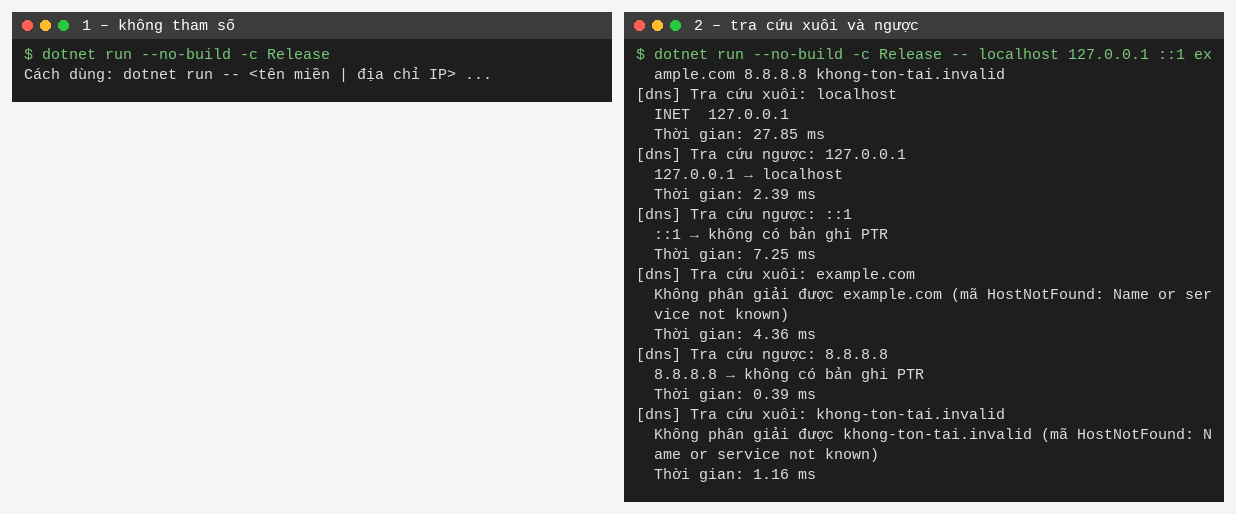 1 – không tham số
$ dotnet run --no-build -c Release
Cách dùng: dotnet run -- <tên miền | địa chỉ IP> ...
2 – tra cứu xuôi và ngược
$ dotnet run --no-build -c Release -- localhost 127.0.0.1 ::1 ex
ample.com 8.8.8.8 khong-ton-tai.invalid
[dns] Tra cứu xuôi: localhost
INET  127.0.0.1
Thời gian: 27.85 ms
[dns] Tra cứu ngược: 127.0.0.1
127.0.0.1 → localhost
Thời gian: 2.39 ms
[dns] Tra cứu ngược: ::1
::1 → không có bản ghi PTR
Thời gian: 7.25 ms
[dns] Tra cứu xuôi: example.com
Không phân giải được example.com (mã HostNotFound: Name or ser
vice not known)
Thời gian: 4.36 ms
[dns] Tra cứu ngược: 8.8.8.8
8.8.8.8 → không có bản ghi PTR
Thời gian: 0.39 ms
[dns] Tra cứu xuôi: khong-ton-tai.invalid
Không phân giải được khong-ton-tai.invalid (mã HostNotFound: N
ame or service not known)
Thời gian: 1.16 ms